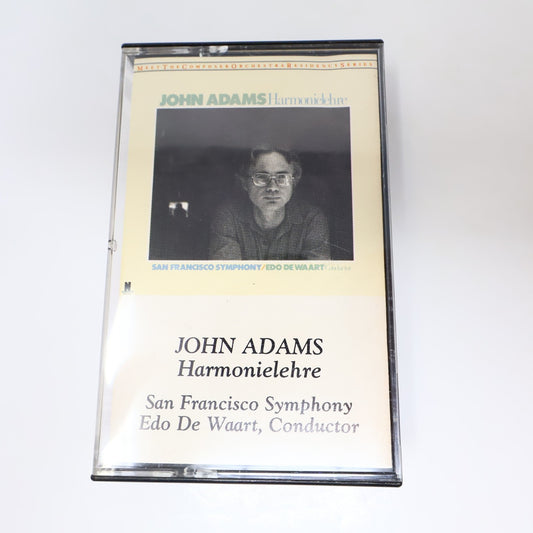 MEET THE COMPOSER ORCHESTRA RESIDENCY SERIES
JOHN ADAMS Harmonielehre
SAN FRANCISCO SYMPHONY/EDO DE WAART Conductor
N
JOHN ADAMS
Harmonielehre
San Francisco Symphony
Edo De Waart, Conductor